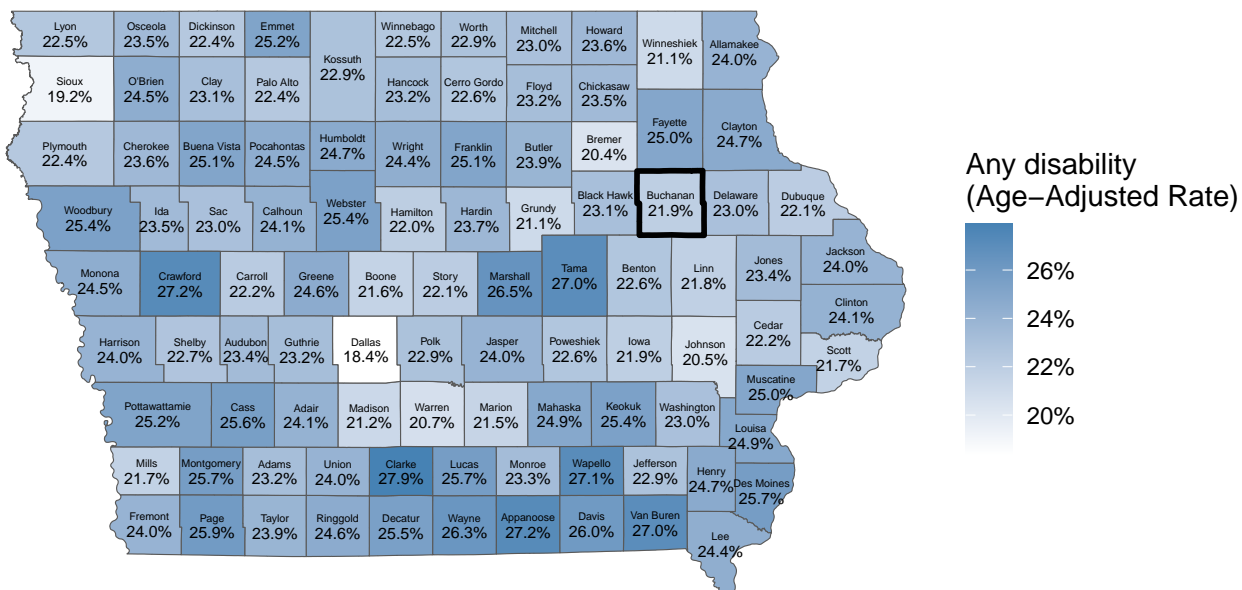 Lyon
22.5%
Osceola
23.5%
Dickinson
22.4%
Emmet
25.2%
Kossuth
22.9%
Winnebago
22.5%
Worth
22.9%
Mitchell
23.0%
Howard
23.6%
Winneshiek
21.1%
Allamakee
24.0%
Sioux
19.2%
O'Brien
24.5%
Clay
23.1%
Palo Alto
22.4%
Hancock
23.2%
Cerro Gordo
22.6%
Floyd
23.2%
Chickasaw
23.5%
Plymouth
22.4%
Cherokee
23.6%
Buena Vista
25.1%
Pocahontas
24.5%
Humboldt
24.7%
Wright
24.4%
Franklin
25.1%
Butler
23.9%
Bremer
20.4%
Fayette
25.0%
Clayton
24.7%
Woodbury
25.4%
Ida
23.5%
Sac
23.0%
Calhoun
24.1%
Webster
25.4%
Hamilton
22.0%
Hardin
23.7%
Grundy
21.1%
Black Hawk
23.1%
Buchanan
21.9%
Delaware
23.0%
Dubuque
22.1%
Monona
24.5%
Crawford
27.2%
Carroll
22.2%
Greene
24.6%
Boone
21.6%
Story
22.1%
Marshall
26.5%
Tama
27.0%
Benton
22.6%
Linn
21.8%
Jones
23.4%
Jackson
24.0%
Clinton
24.1%
Harrison
24.0%
Shelby
22.7%
Audubon
23.4%
Guthrie
23.2%
Dallas
18.4%
Polk
22.9%
Jasper
24.0%
Poweshiek
22.6%
Iowa
21.9%
Johnson
20.5%
Cedar
22.2%
Scott
21.7%
Muscatine
25.0%
Pottawattamie
25.2%
Cass
25.6%
Adair
24.1%
Madison
21.2%
Warren
20.7%
Marion
21.5%
Mahaska
24.9%
Keokuk
25.4%
Washington
23.0%
Louisa
24.9%
Mills
21.7%
Montgomery
25.7%
Adams
23.2%
Union
24.0%
Clarke
27.9%
Lucas
25.7%
Monroe
23.3%
Wapello
27.1%
Jefferson
22.9%
Henry
24.7%
Des Moines
25.7%
Fremont
24.0%
Page
25.9%
Taylor
23.9%
Ringgold
24.6%
Decatur
25.5%
Wayne
26.3%
Appanoose
27.2%
Davis
26.0%
Van Buren
27.0%
Lee
24.4%
Any disability
(Age−Adjusted Rate)
26%
24%
22%
20%